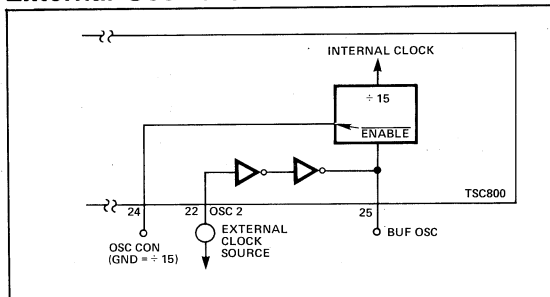 INTERNAL CLOCK
÷ 15
ENABLE
TSC800
24
22
OSC 2
25
OSC CON
(GND = ÷ 15)
EXTERNAL
CLOCK
SOURCE
BUF OSC